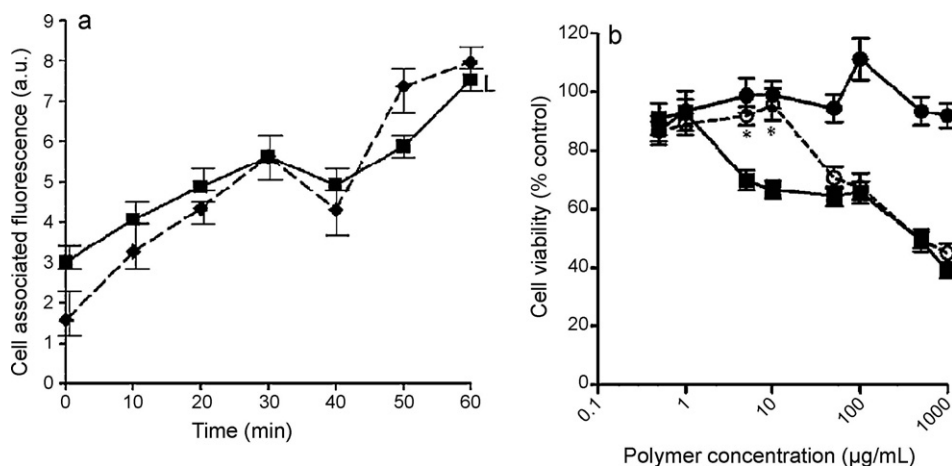 a
9
8
7
6
5
4
3
2
1
0
Cell associated fluorescence (a.u.)
0 10 20 30 40 50 60
Time (min)
b
120
100
80
60
40
20
0
Cell viability (% control)
* *
0.1 1 10 100 1000
Polymer concentration (µg/mL)